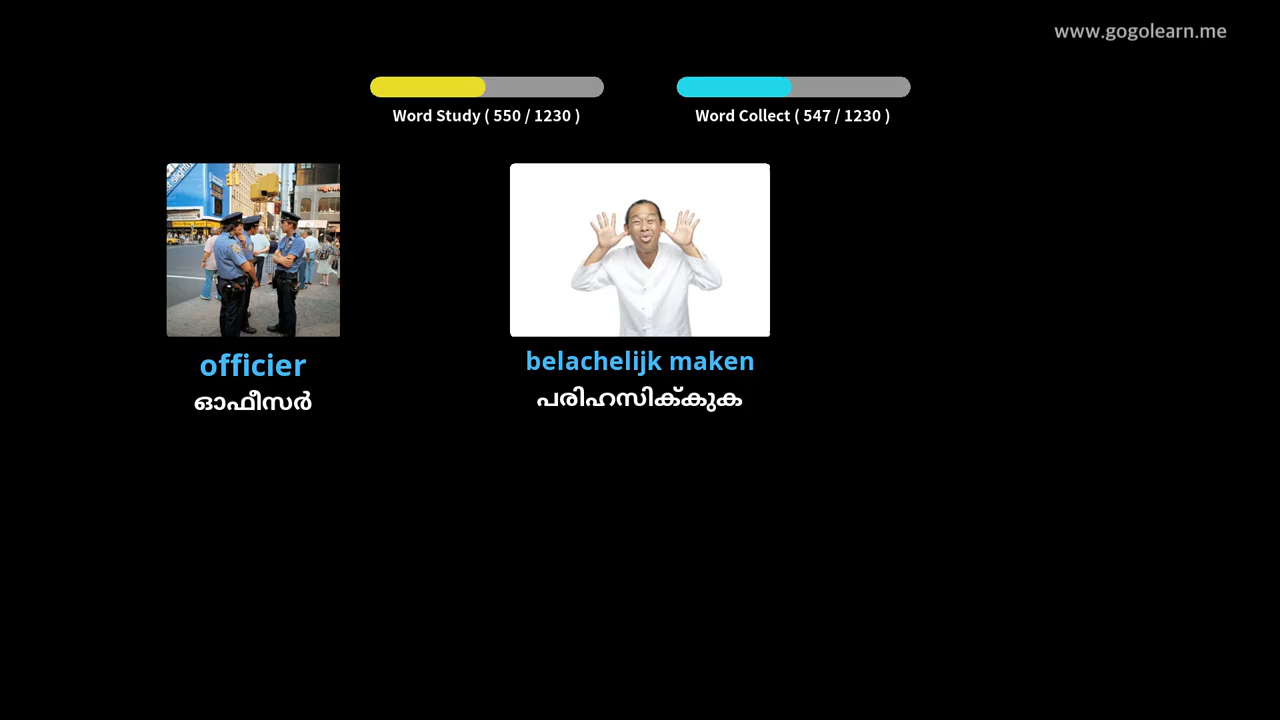 www.gogolearn.me
Word Study ( 550 / 1230 )
Word Collect ( 547 / 1230 )
officier
ഓഫീസർ
belachelijk maken
പരിഹസിക്കുക